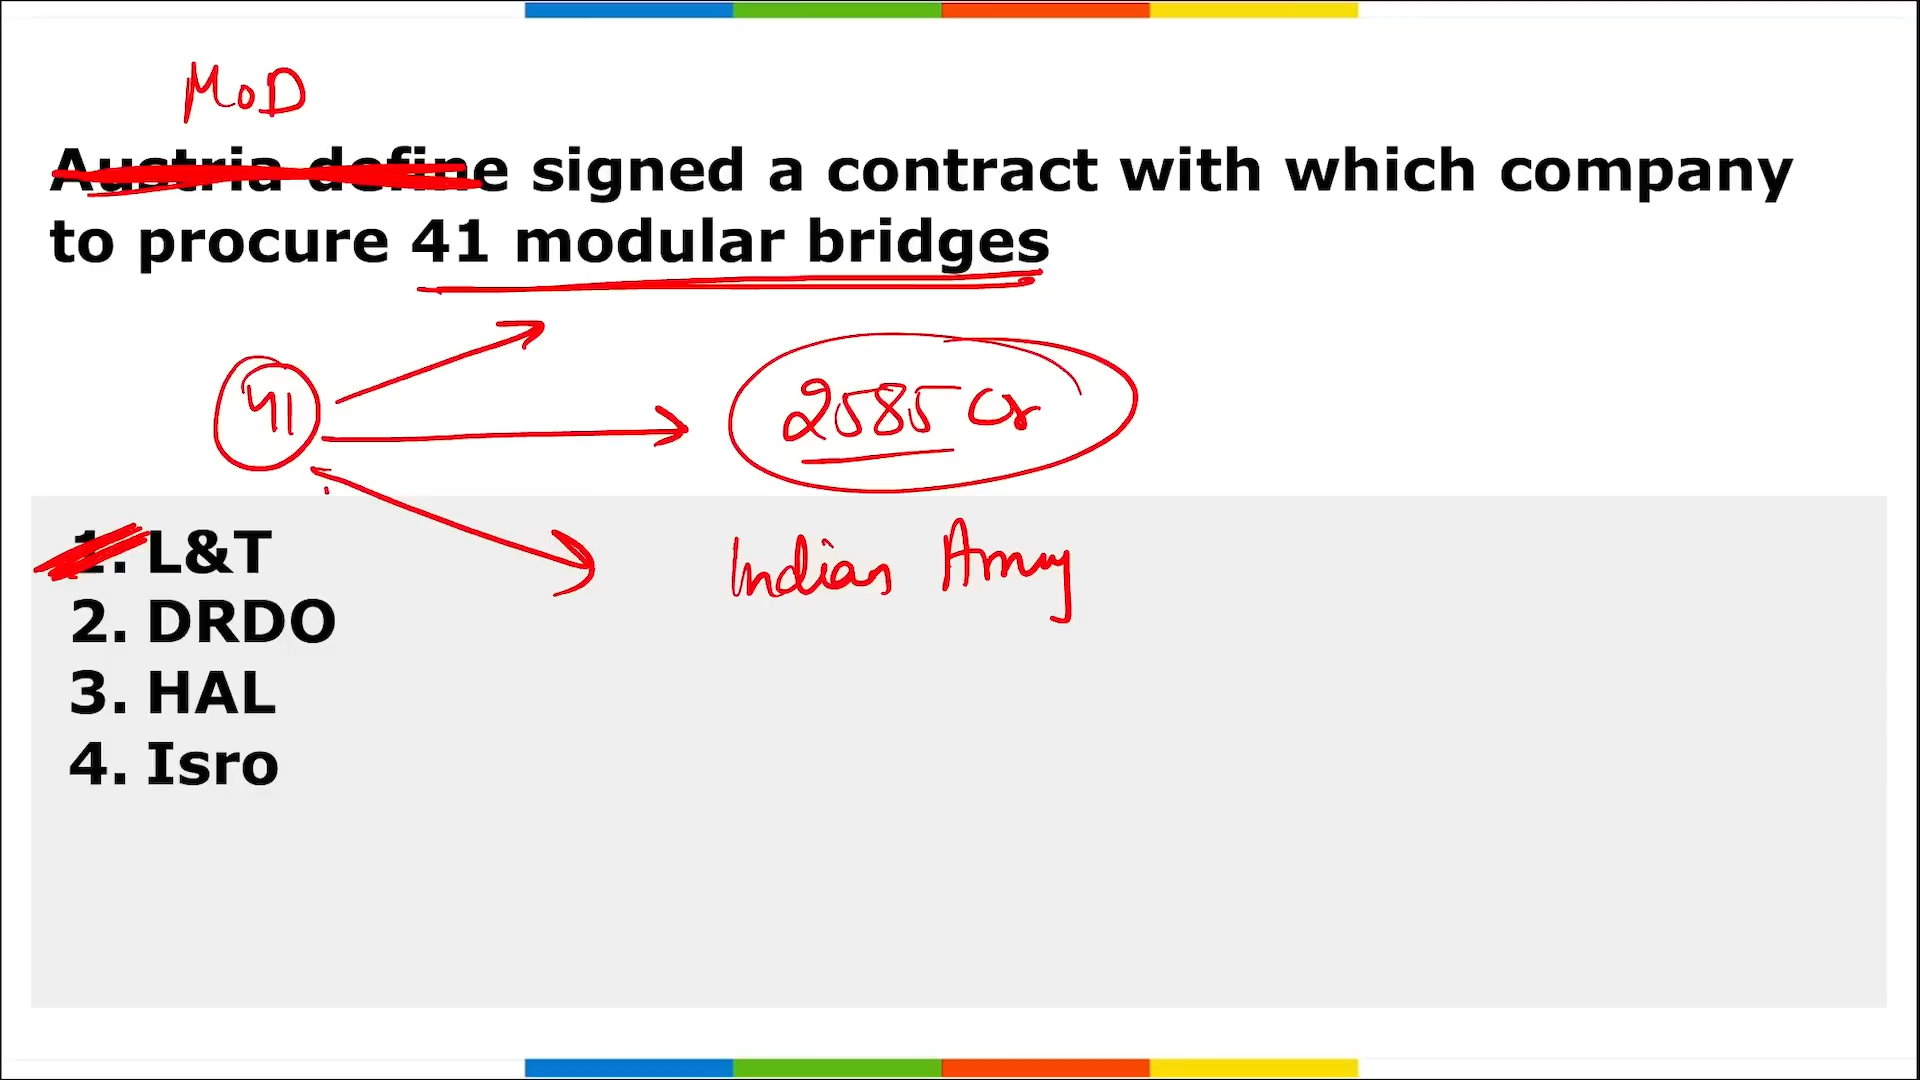 MoD
Austria define signed a contract with which company
to procure 41 modular bridges
41
2585 Cr
1. L&T
Indian Army
2. DRDO
3. HAL
4. Isro